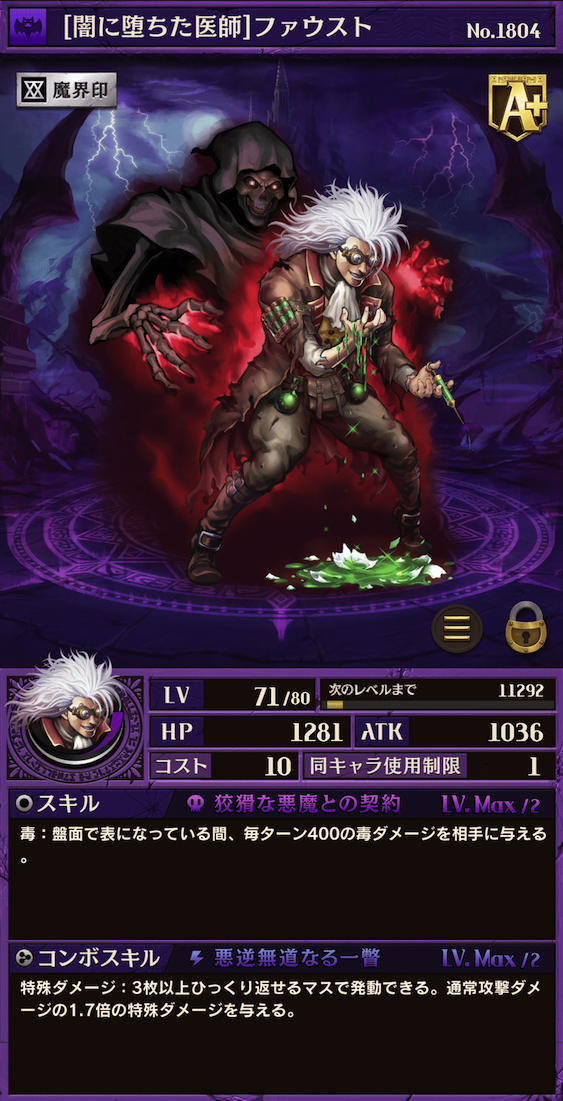 [闇に堕ちた医師]ファウスト No.1804
魔界印
A+
LV 71/80 次のレベルまで 11292
HP 1281 ATK 1036
コスト 10 同キャラ使用制限 1
スキル 狡猾な悪魔との契約 LV. Max /2
毒：盤面で表になっている間、毎ターン400の毒ダメージを相手に与える
。
コンボスキル 悪逆無道なる一瞥 LV. Max /2
特殊ダメージ：3枚以上ひっくり返せるマスで発動できる。通常攻撃ダメ
ージの1.7倍の特殊ダメージを与える。